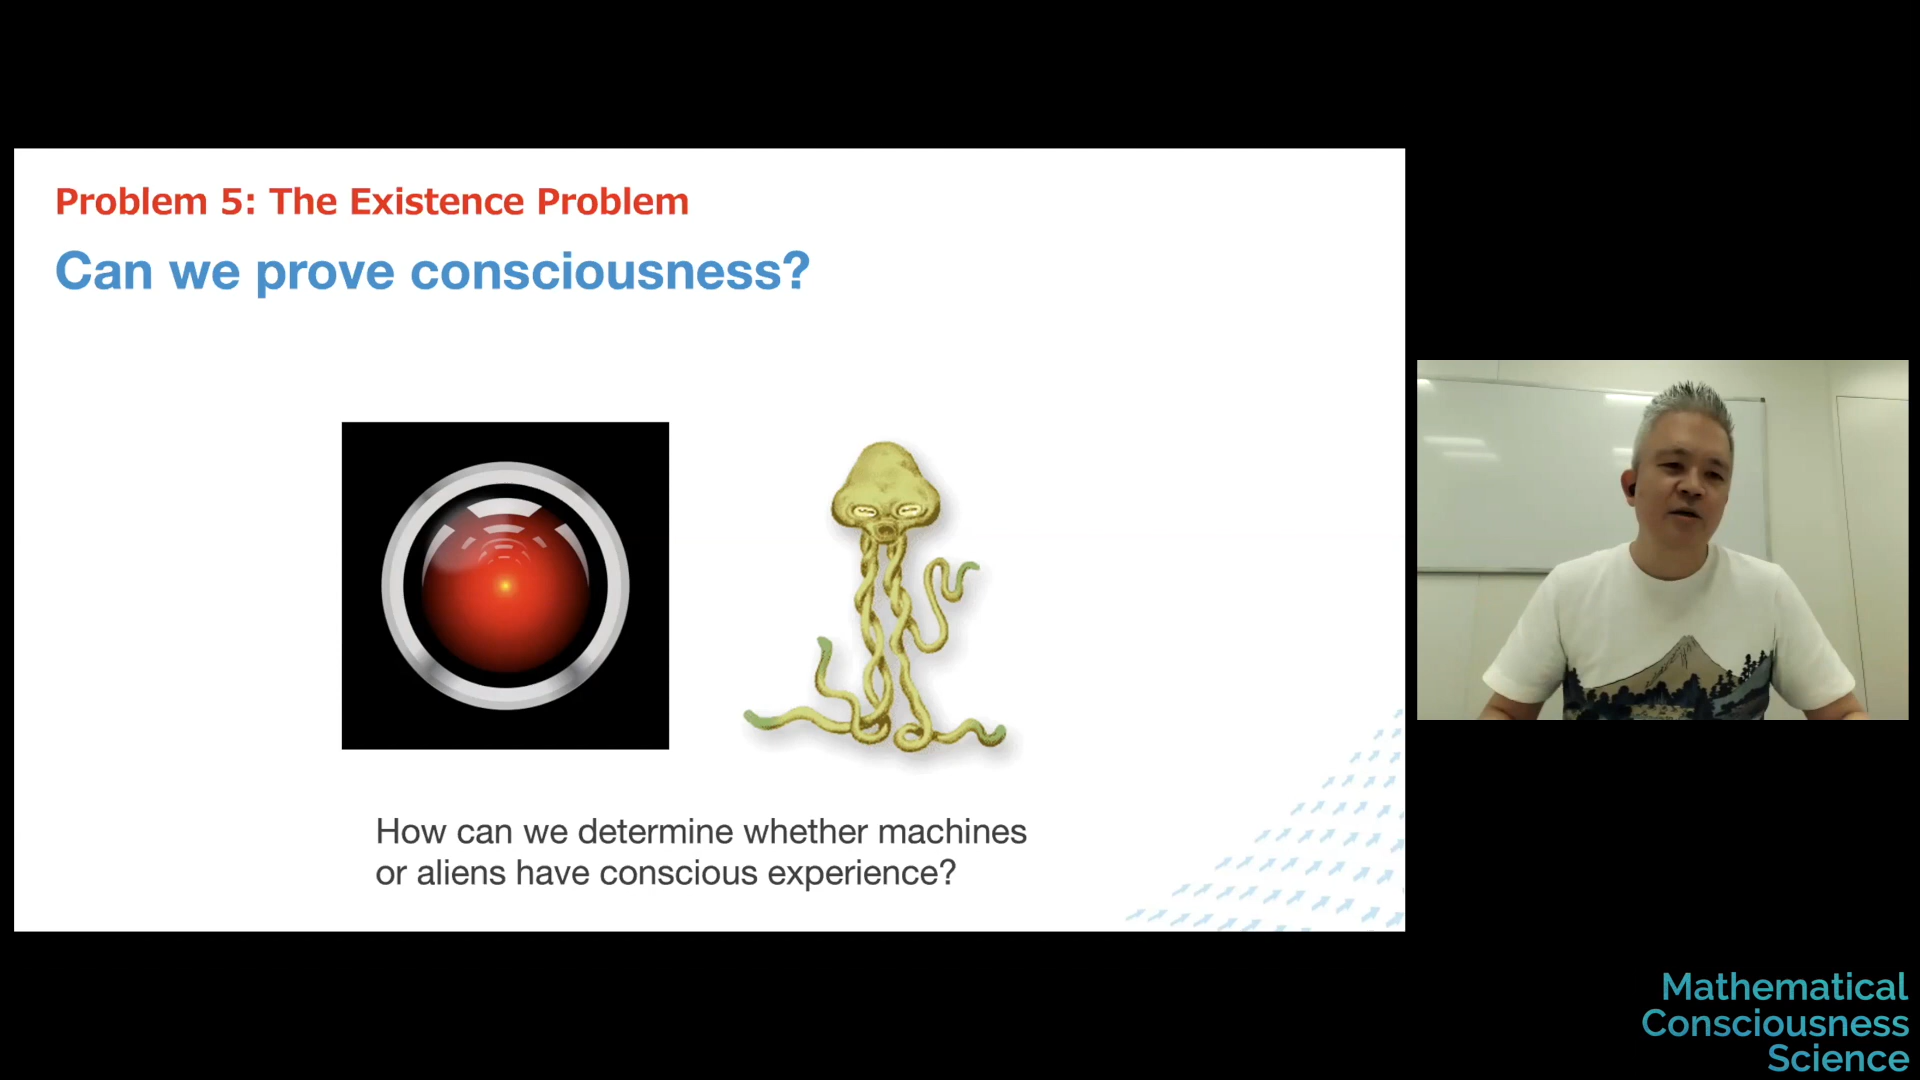 Problem 5: The Existence Problem
Can we prove consciousness?
How can we determine whether machines
or aliens have conscious experience?
Mathematical
Consciousness
Science